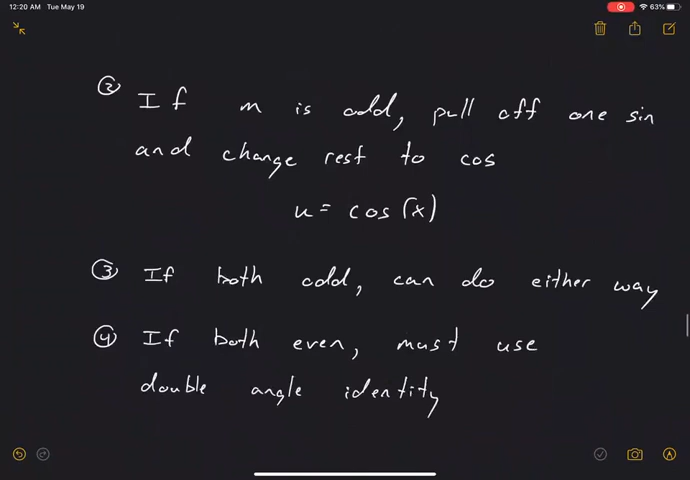 12:20 AM Tue May 19
63%
② If m is odd, pull off one sin
and change rest to cos
u = cos(x)
③ If both odd, can do either way
④ If both even, must use
double angle identity